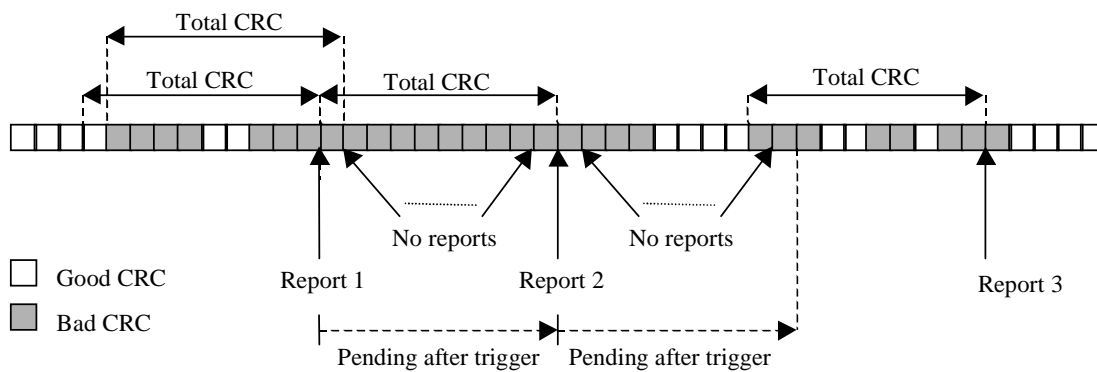 Total CRC
Total CRC
Total CRC
Total CRC
No reports
No reports
Good CRC
Bad CRC
Report 1
Report 2
Report 3
Pending after trigger
Pending after trigger